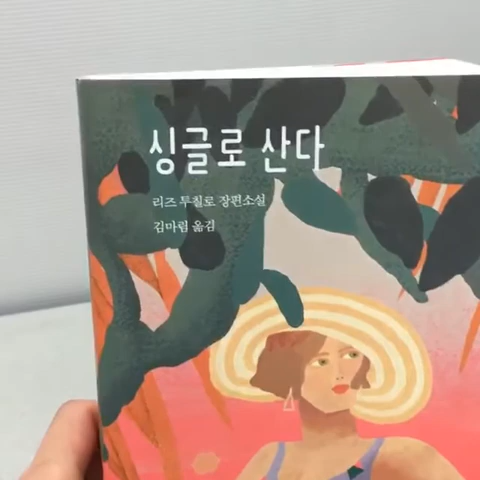 싱글로 산다
리즈 투칠로 장편소설
김마림 옮김